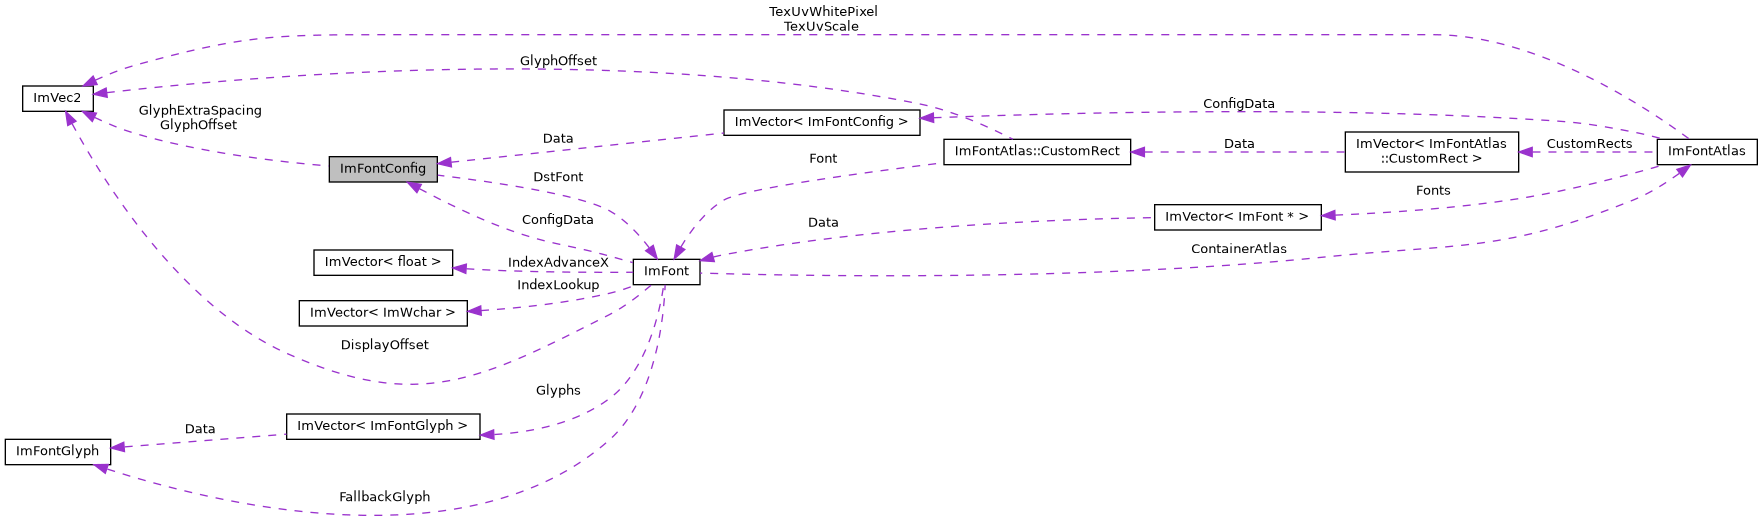 TexUvWhitePixel
TexUvScale
GlyphOffset
ImVec2
GlyphExtraSpacing
GlyphOffset
ConfigData
ImVector< ImFontConfig >
Data
ImFontConfig
ImFontAtlas::CustomRect
Font
Data
ImVector< ImFontAtlas
::CustomRect >
CustomRects
ImFontAtlas
DstFont
Fonts
ConfigData
Data
ImVector< ImFont * >
ContainerAtlas
ImVector< float >
IndexAdvanceX
ImFont
IndexLookup
ImVector< ImWchar >
DisplayOffset
Glyphs
Data
ImVector< ImFontGlyph >
ImFontGlyph
FallbackGlyph